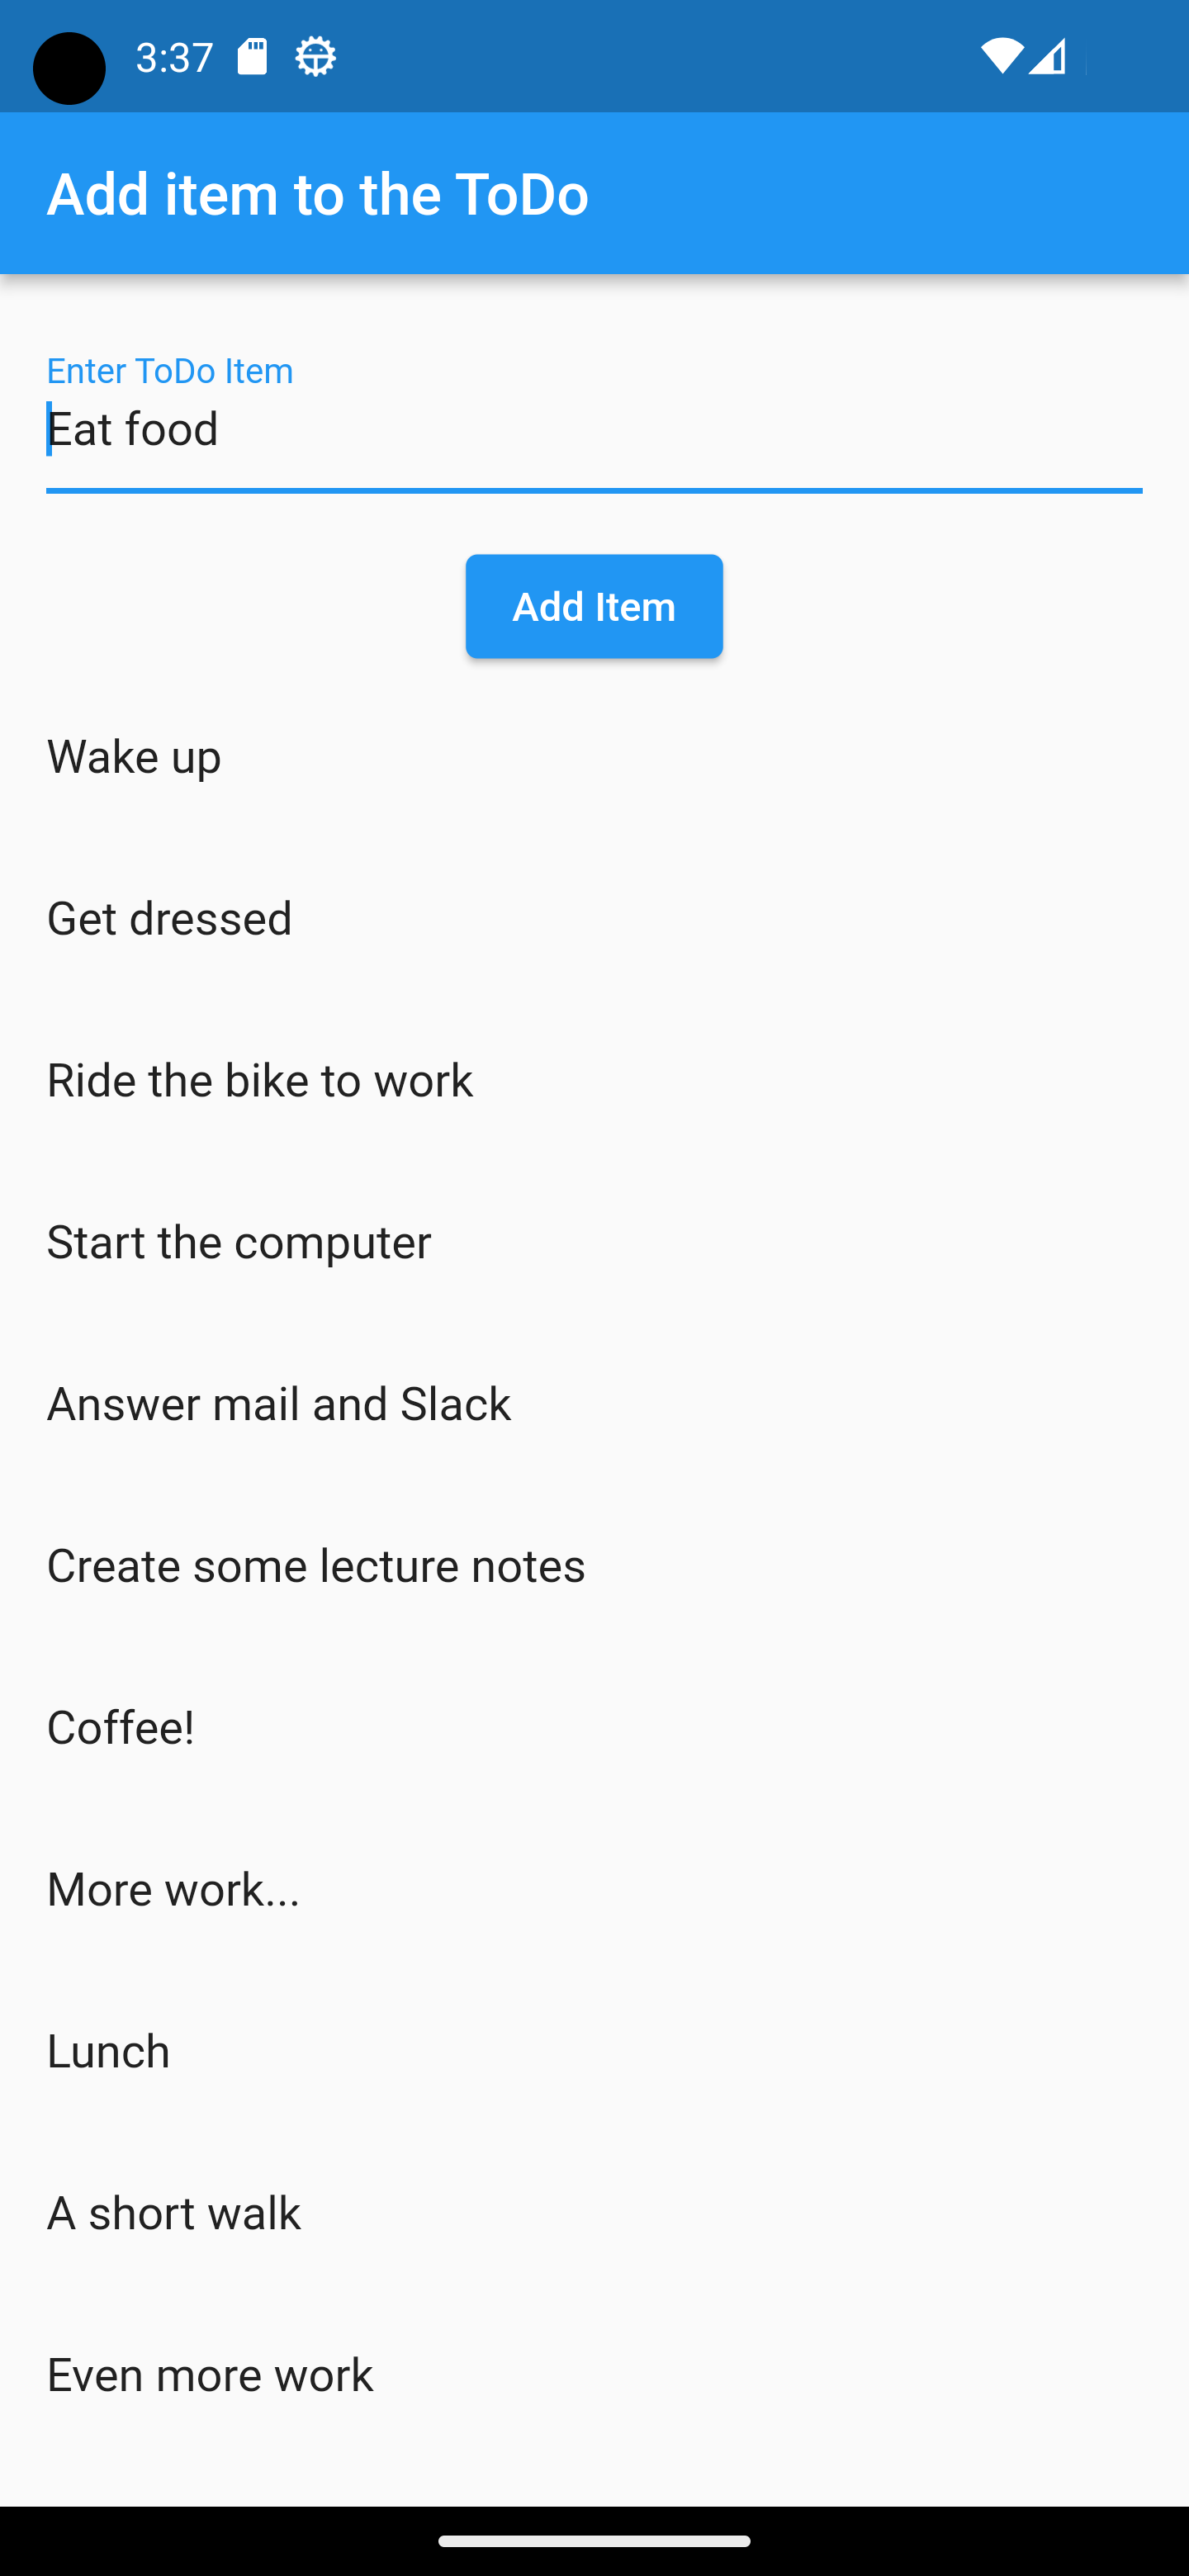 3:37
Add item to the ToDo
Enter ToDo Item
Eat food
Add Item
Wake up
Get dressed
Ride the bike to work
Start the computer
Answer mail and Slack
Create some lecture notes
Coffee!
More work...
Lunch
A short walk
Even more work